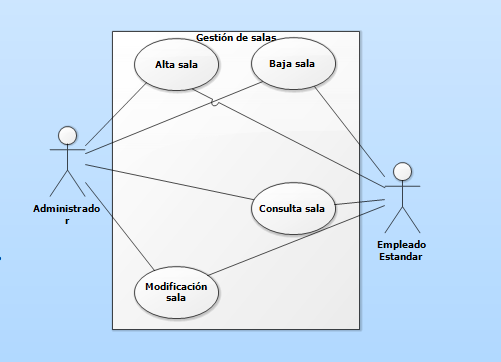 Gestión de salas
Alta sala
Baja sala
Administrado
r
Consulta sala
Empleado
Estandar
Modificación
sala